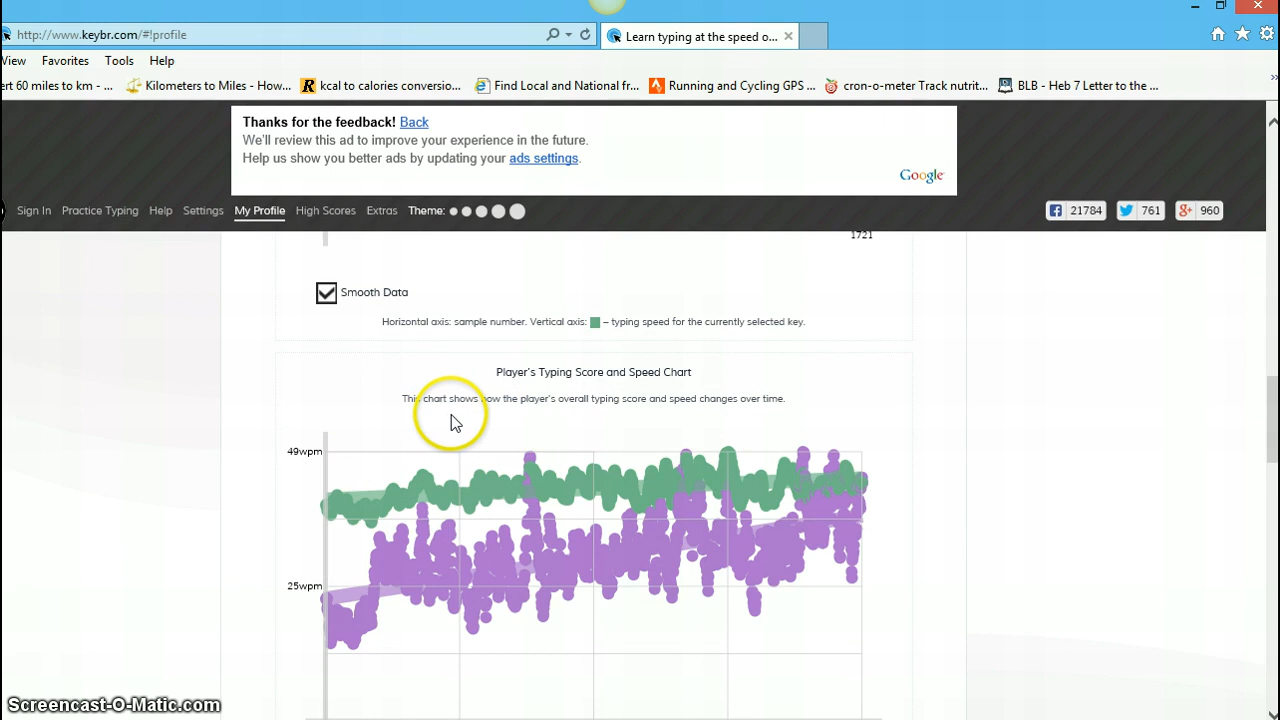 http://www.keybr.com/#!profile
Learn typing at the speed o...
View Favorites Tools Help
ert 60 miles to km - ... Kilometers to Miles - How... kcal to calories conversio... Find Local and National fr... Running and Cycling GPS ... cron-o-meter Track nutrit... BLB - Heb 7 Letter to the ...
Thanks for the feedback! Back
We'll review this ad to improve your experience in the future.
Help us show you better ads by updating your ads settings.
Google
Sign In Practice Typing Help Settings My Profile High Scores Extras Theme: 21784 761 960
1721
Smooth Data
Horizontal axis: sample number. Vertical axis: – typing speed for the currently selected key.
Player's Typing Score and Speed Chart
This chart shows how the player's overall typing score and speed changes over time.
49wpm
25wpm
Screencast-O-Matic.com